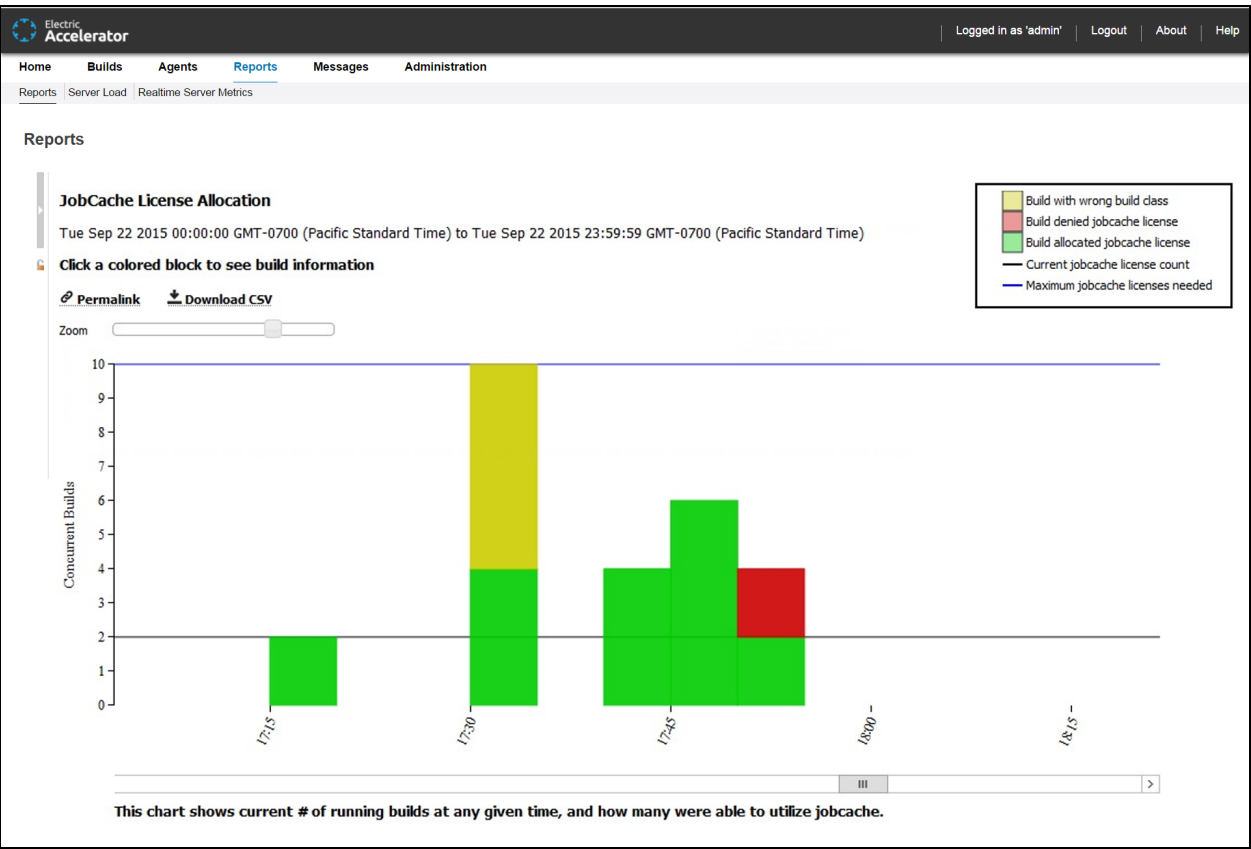 Electric
Accelerator
Logged in as 'admin' Logout About Help
Home Builds Agents Reports Messages Administration
Reports Server Load Realtime Server Metrics
Reports
JobCache License Allocation
Tue Sep 22 2015 00:00:00 GMT-0700 (Pacific Standard Time) to Tue Sep 22 2015 23:59:59 GMT-0700 (Pacific Standard Time)
Click a colored block to see build information
Permalink Download CSV
Zoom
Build with wrong build class
Build denied jobcache license
Build allocated jobcache license
Current jobcache license count
Maximum jobcache licenses needed
10
9
8
7
6
5
4
3
2
1
0
Concurrent Builds
17:15 17:30 17:45 18:00 18:15
This chart shows current # of running builds at any given time, and how many were able to utilize jobcache.